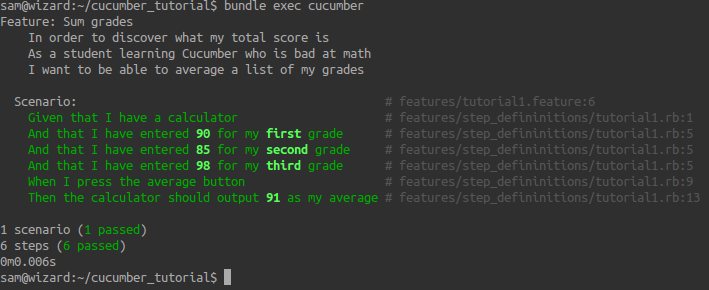 sam@wizard:~/cucumber_tutorial$ bundle exec cucumber
Feature: Sum grades
In order to discover what my total score is
As a student learning Cucumber who is bad at math
I want to be able to average a list of my grades
Scenario: # features/tutorial1.feature:6
Given that I have a calculator # features/step_defininitions/tutorial1.rb:1
And that I have entered 90 for my first grade # features/step_defininitions/tutorial1.rb:5
And that I have entered 85 for my second grade # features/step_defininitions/tutorial1.rb:5
And that I have entered 98 for my third grade # features/step_defininitions/tutorial1.rb:5
When I press the average button # features/step_defininitions/tutorial1.rb:9
Then the calculator should output 91 as my average # features/step_defininitions/tutorial1.rb:13
1 scenario (1 passed)
6 steps (6 passed)
0m0.006s
sam@wizard:~/cucumber_tutorial$